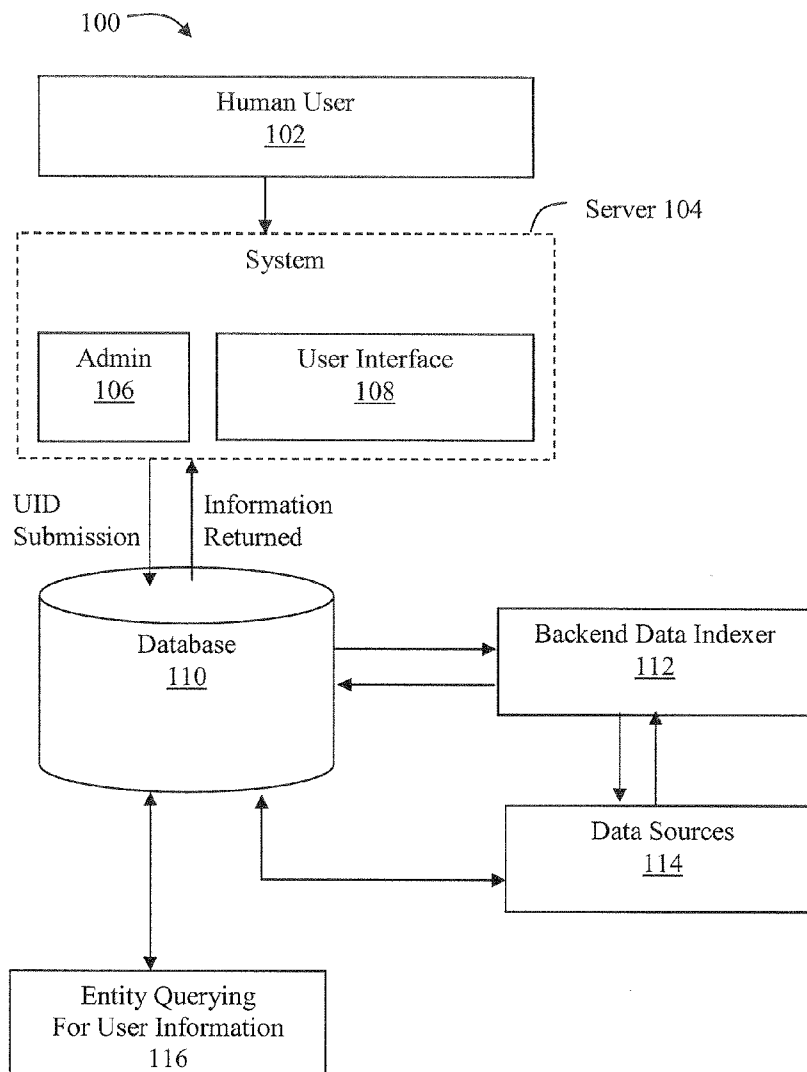 100
Human User
102
Server 104
System
Admin
106
User Interface
108
UID
Submission
Information
Returned
Database
110
Backend Data Indexer
112
Data Sources
114
Entity Querying
For User Information
116